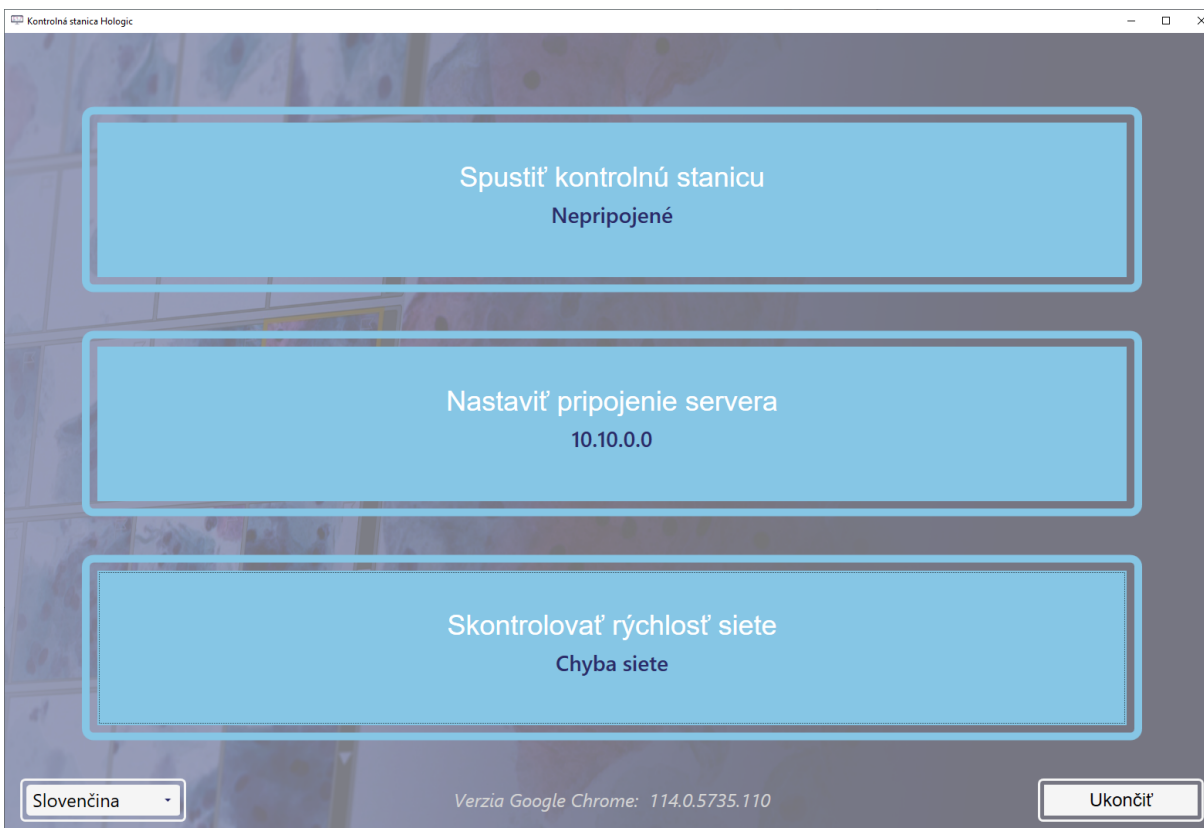 Kontrolná stanica Hologic
Spustiť kontrolnú stanicu
Nepripojené
Nastaviť pripojenie servera
10.10.0.0
Skontrolovať rýchlosť siete
Chyba siete
Slovenčina
Verzia Google Chrome: 114.0.5735.110
Ukončiť